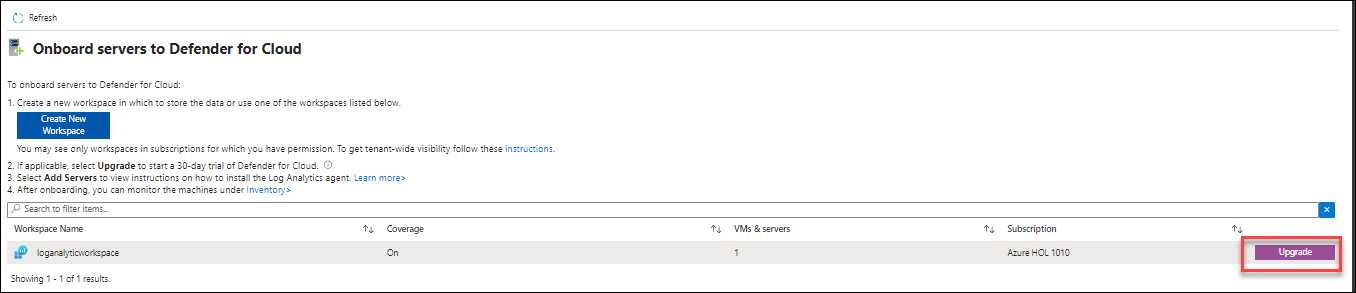 Refresh
Onboard servers to Defender for Cloud
To onboard servers to Defender for Cloud:
1. Create a new workspace in which to store the data or use one of the workspaces listed below.
Create New
Workspace
You may see only workspaces in subscriptions for which you have permission. To get tenant-wide visibility follow these instructions.
2. If applicable, select Upgrade to start a 30-day trial of Defender for Cloud.
3. Select Add Servers to view instructions on how to install the Log Analytics agent. Learn more>
4. After onboarding, you can monitor the machines under Inventory>
Search to filter items...
Workspace Name Coverage VMs & servers Subscription
loganalyticworkspace On 1 Azure HOL 1010 Upgrade
Showing 1 - 1 of 1 results.